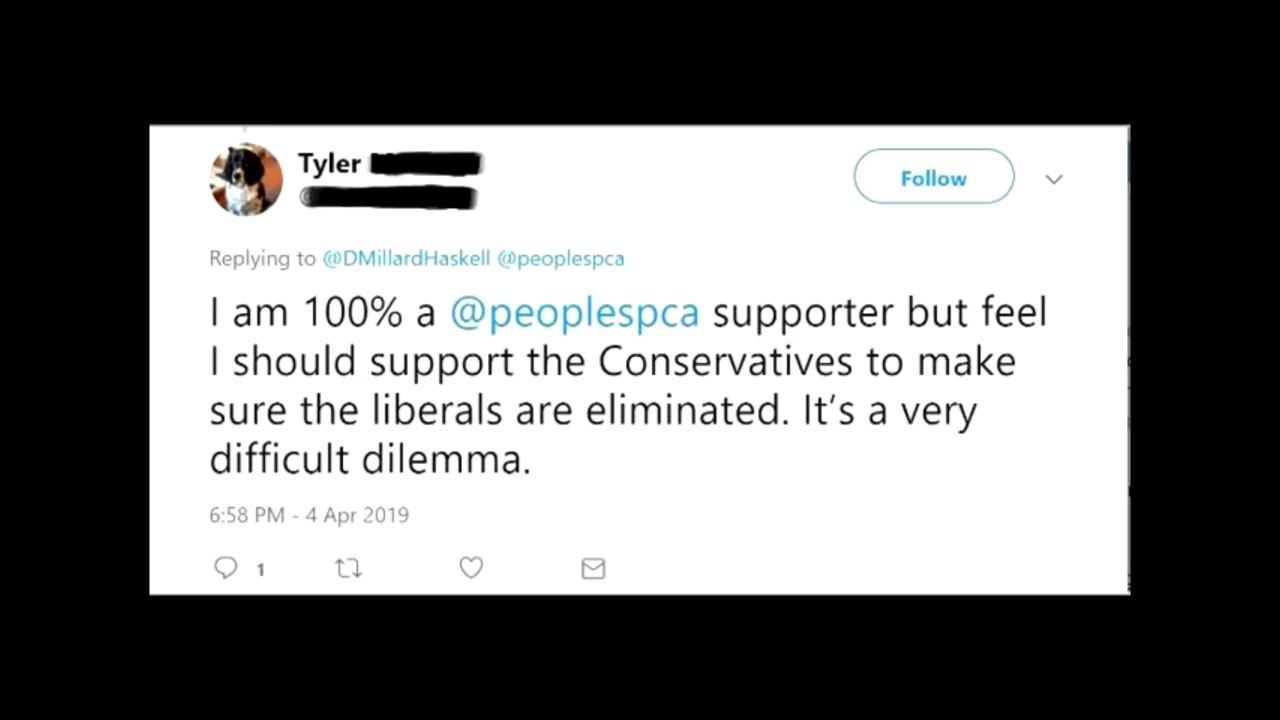 Tyler
Follow
Replying to @DMillardHaskell @peoplespca
I am 100% a @peoplespca supporter but feel
I should support the Conservatives to make
sure the liberals are eliminated. It's a very
difficult dilemma.
6:58 PM - 4 Apr 2019
1